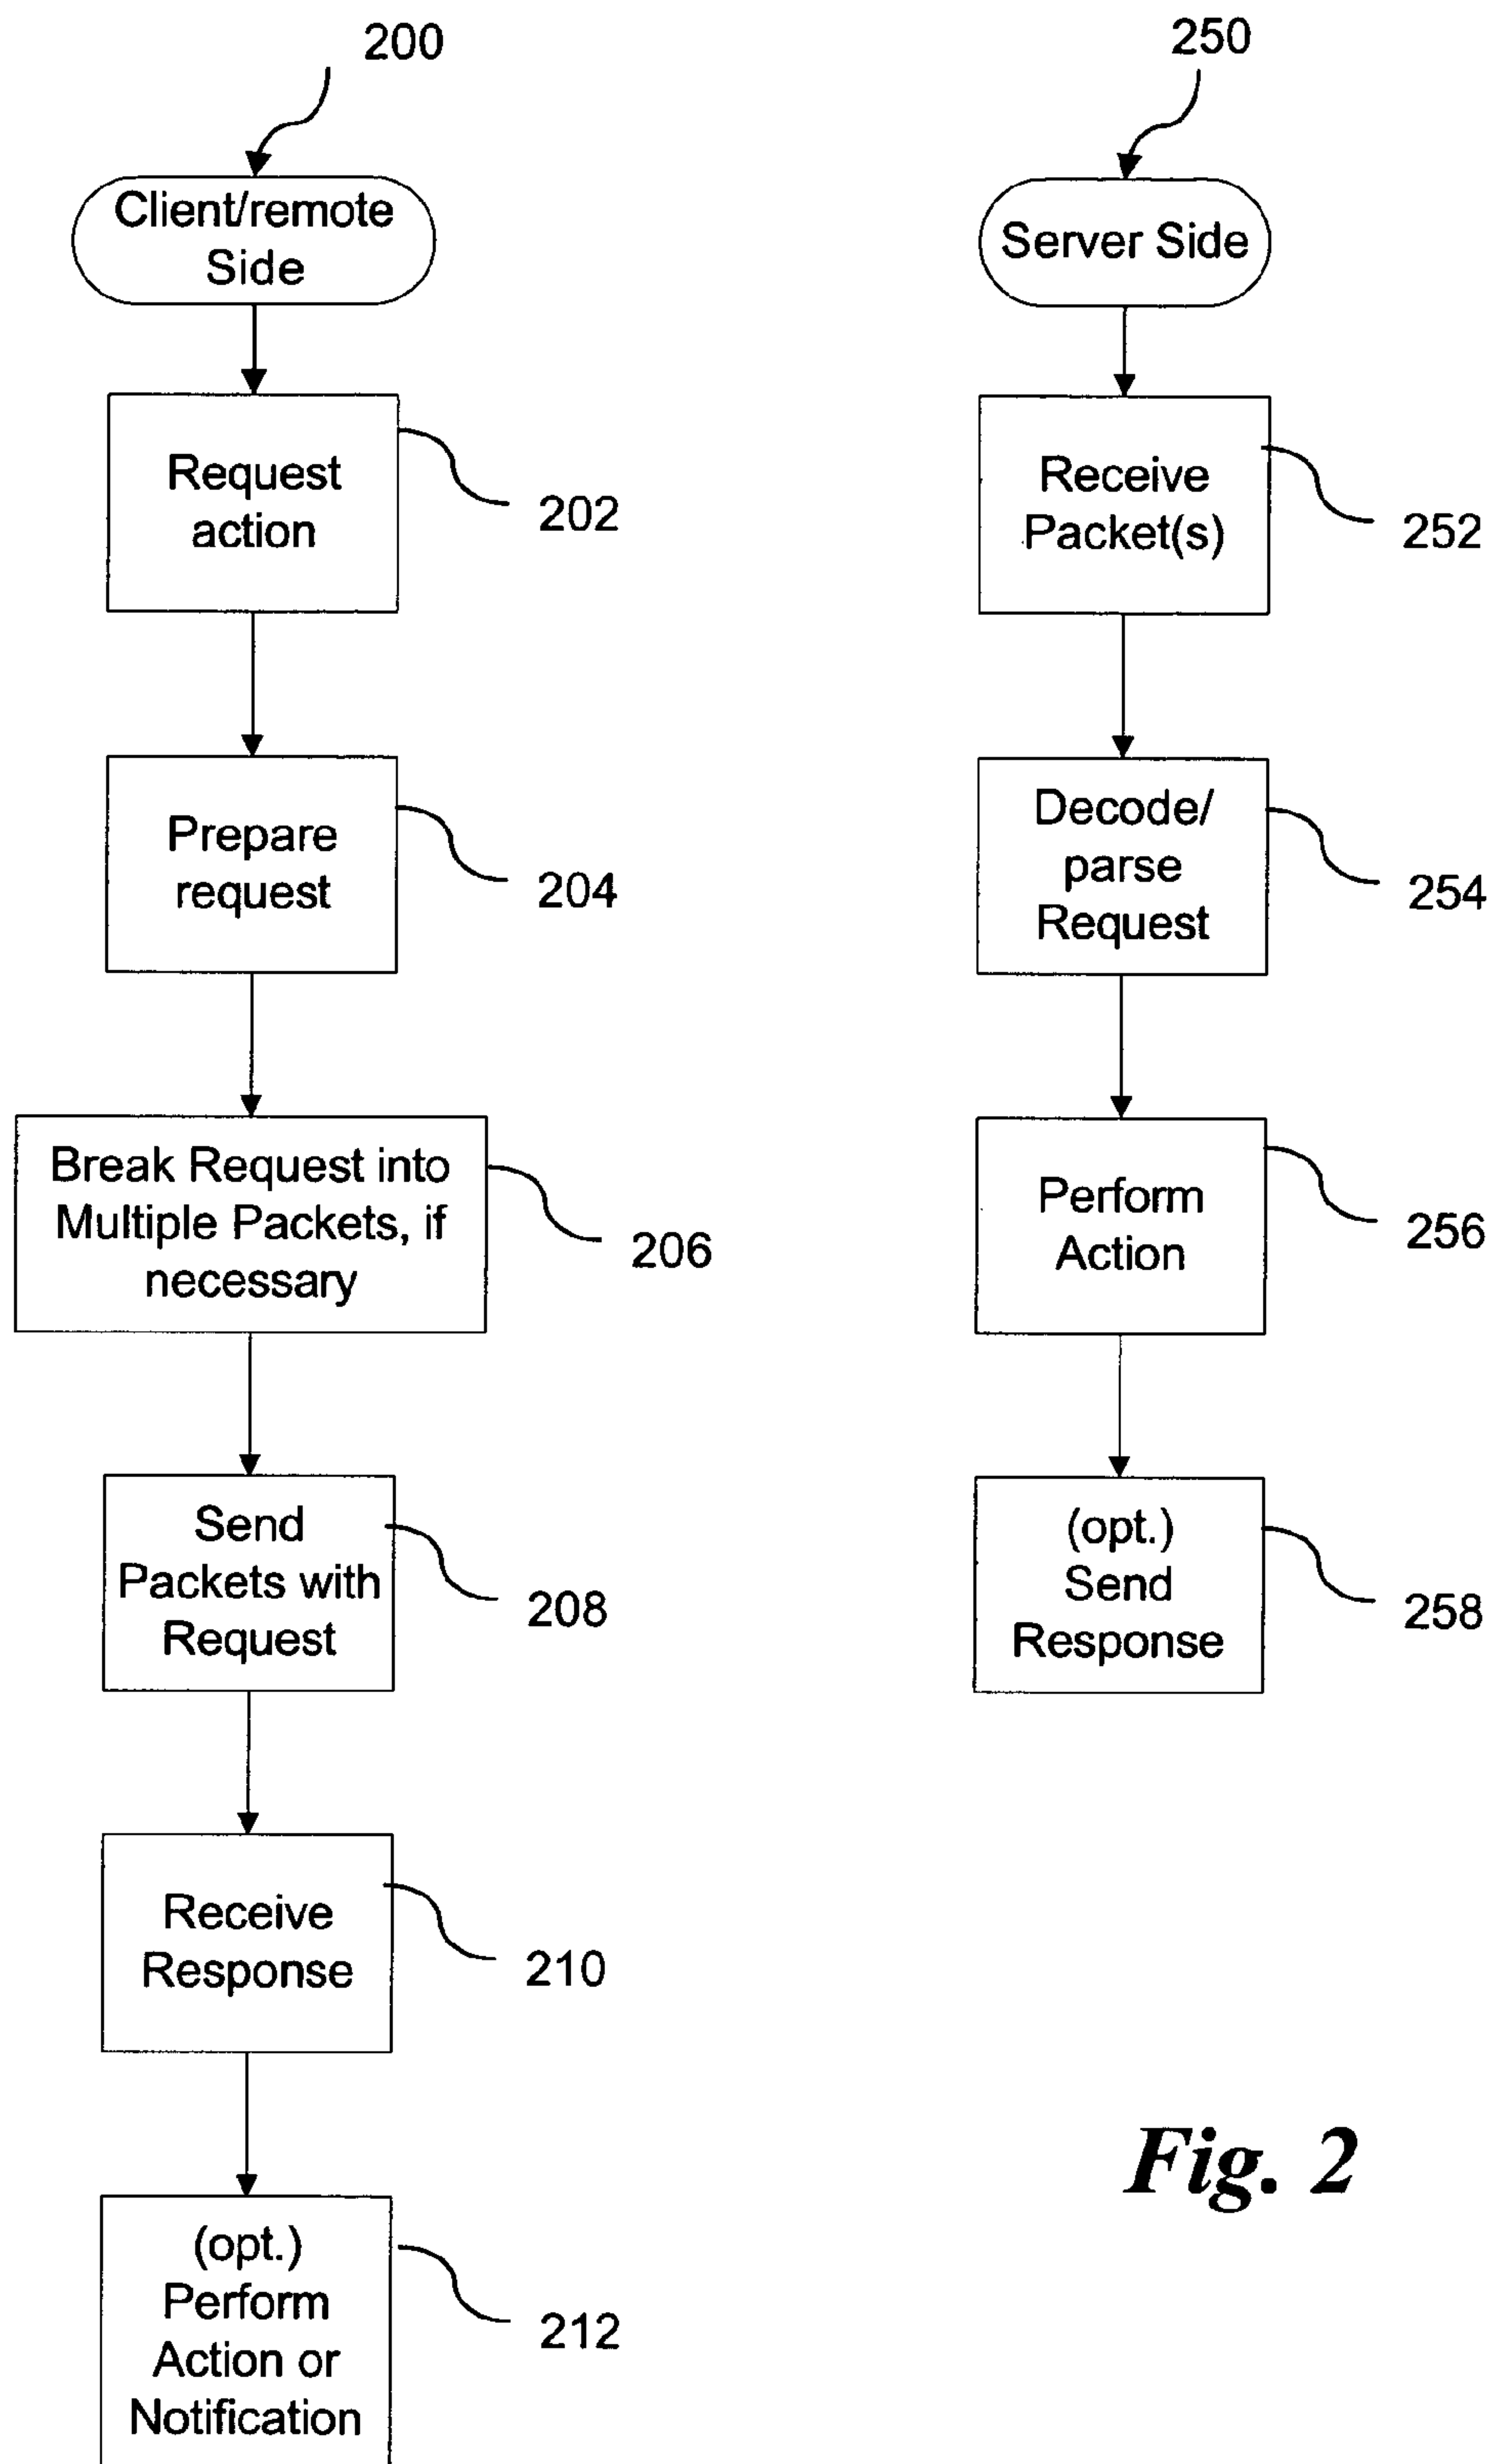 200
Client/remote
Side
Request
action
202
Prepare
request
204
Break Request into
Multiple Packets, if
necessary
206
Send
Packets with
Request
208
Receive
Response
210
(opt.)
Perform
Action or
Notification
212
250
Server Side
Receive
Packet(s)
252
Decode/
parse
Request
254
Perform
Action
256
(opt.)
Send
Response
258
Fig. 2